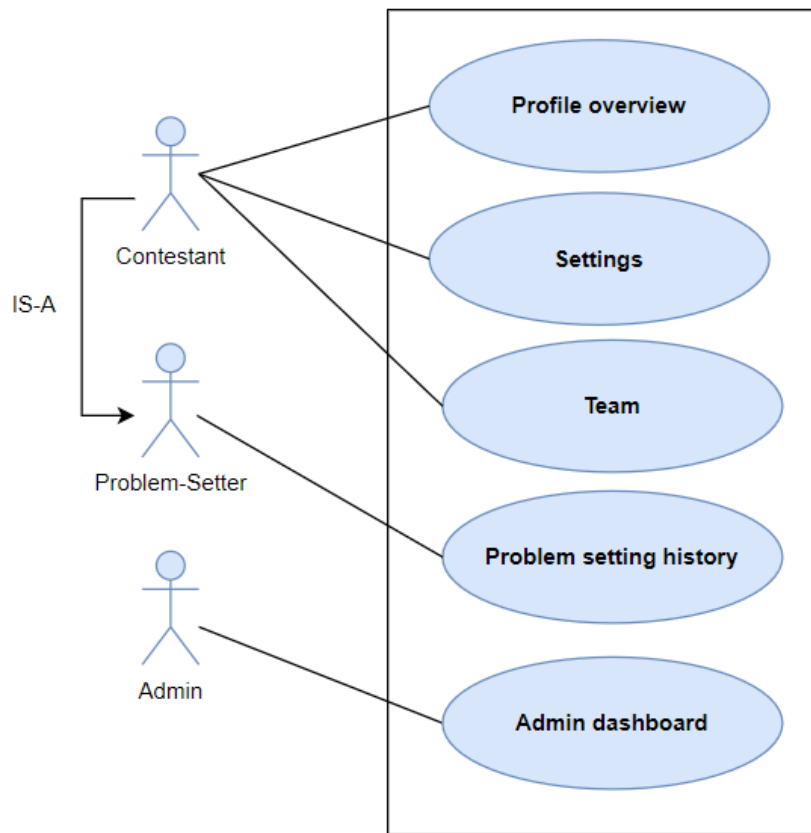 Profile overview
Contestant
Settings
IS-A
Team
Problem-Setter
Problem setting history
Admin
Admin dashboard